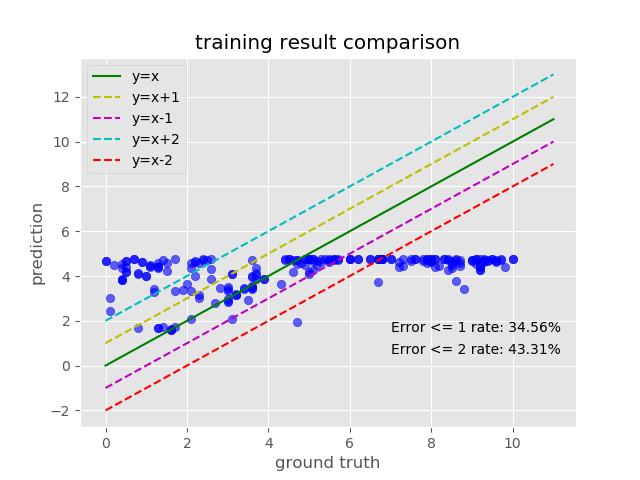 training result comparison
y=x
y=x+1
y=x-1
y=x+2
y=x-2
12
10
8
6
4
2
0
−2
prediction
Error <= 1 rate: 34.56%
Error <= 2 rate: 43.31%
0 2 4 6 8 10
ground truth